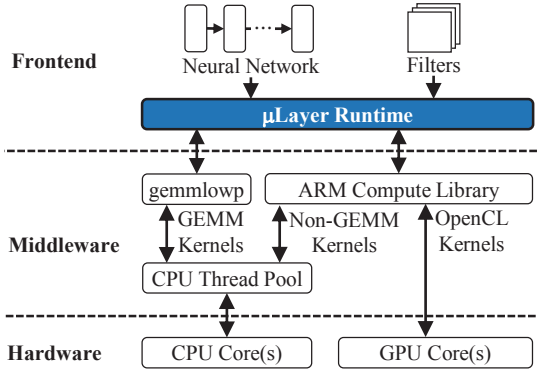 Frontend
Neural Network
Filters
μLayer Runtime
gemmlowp
ARM Compute Library
Middleware
GEMM
Kernels
Non-GEMM
Kernels
OpenCL
Kernels
CPU Thread Pool
Hardware
CPU Core(s)
GPU Core(s)